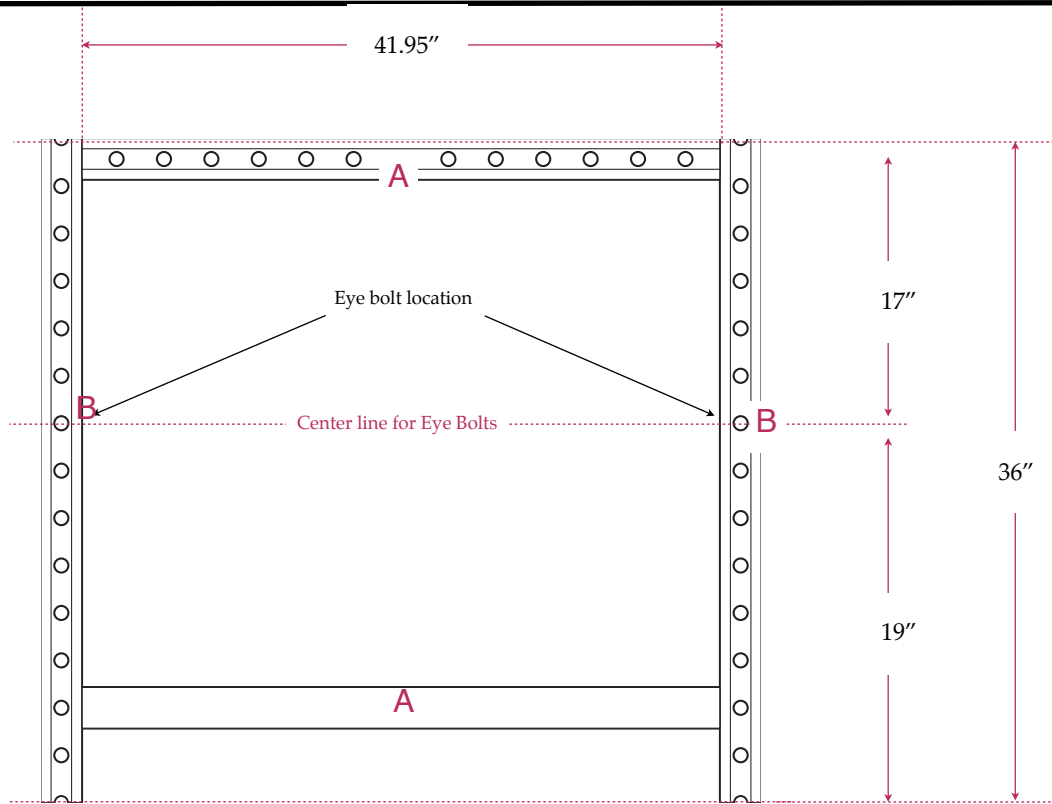 41.95″
A
17″
Eye bolt location
B
Center line for Eye Bolts
B
36″
19″
A